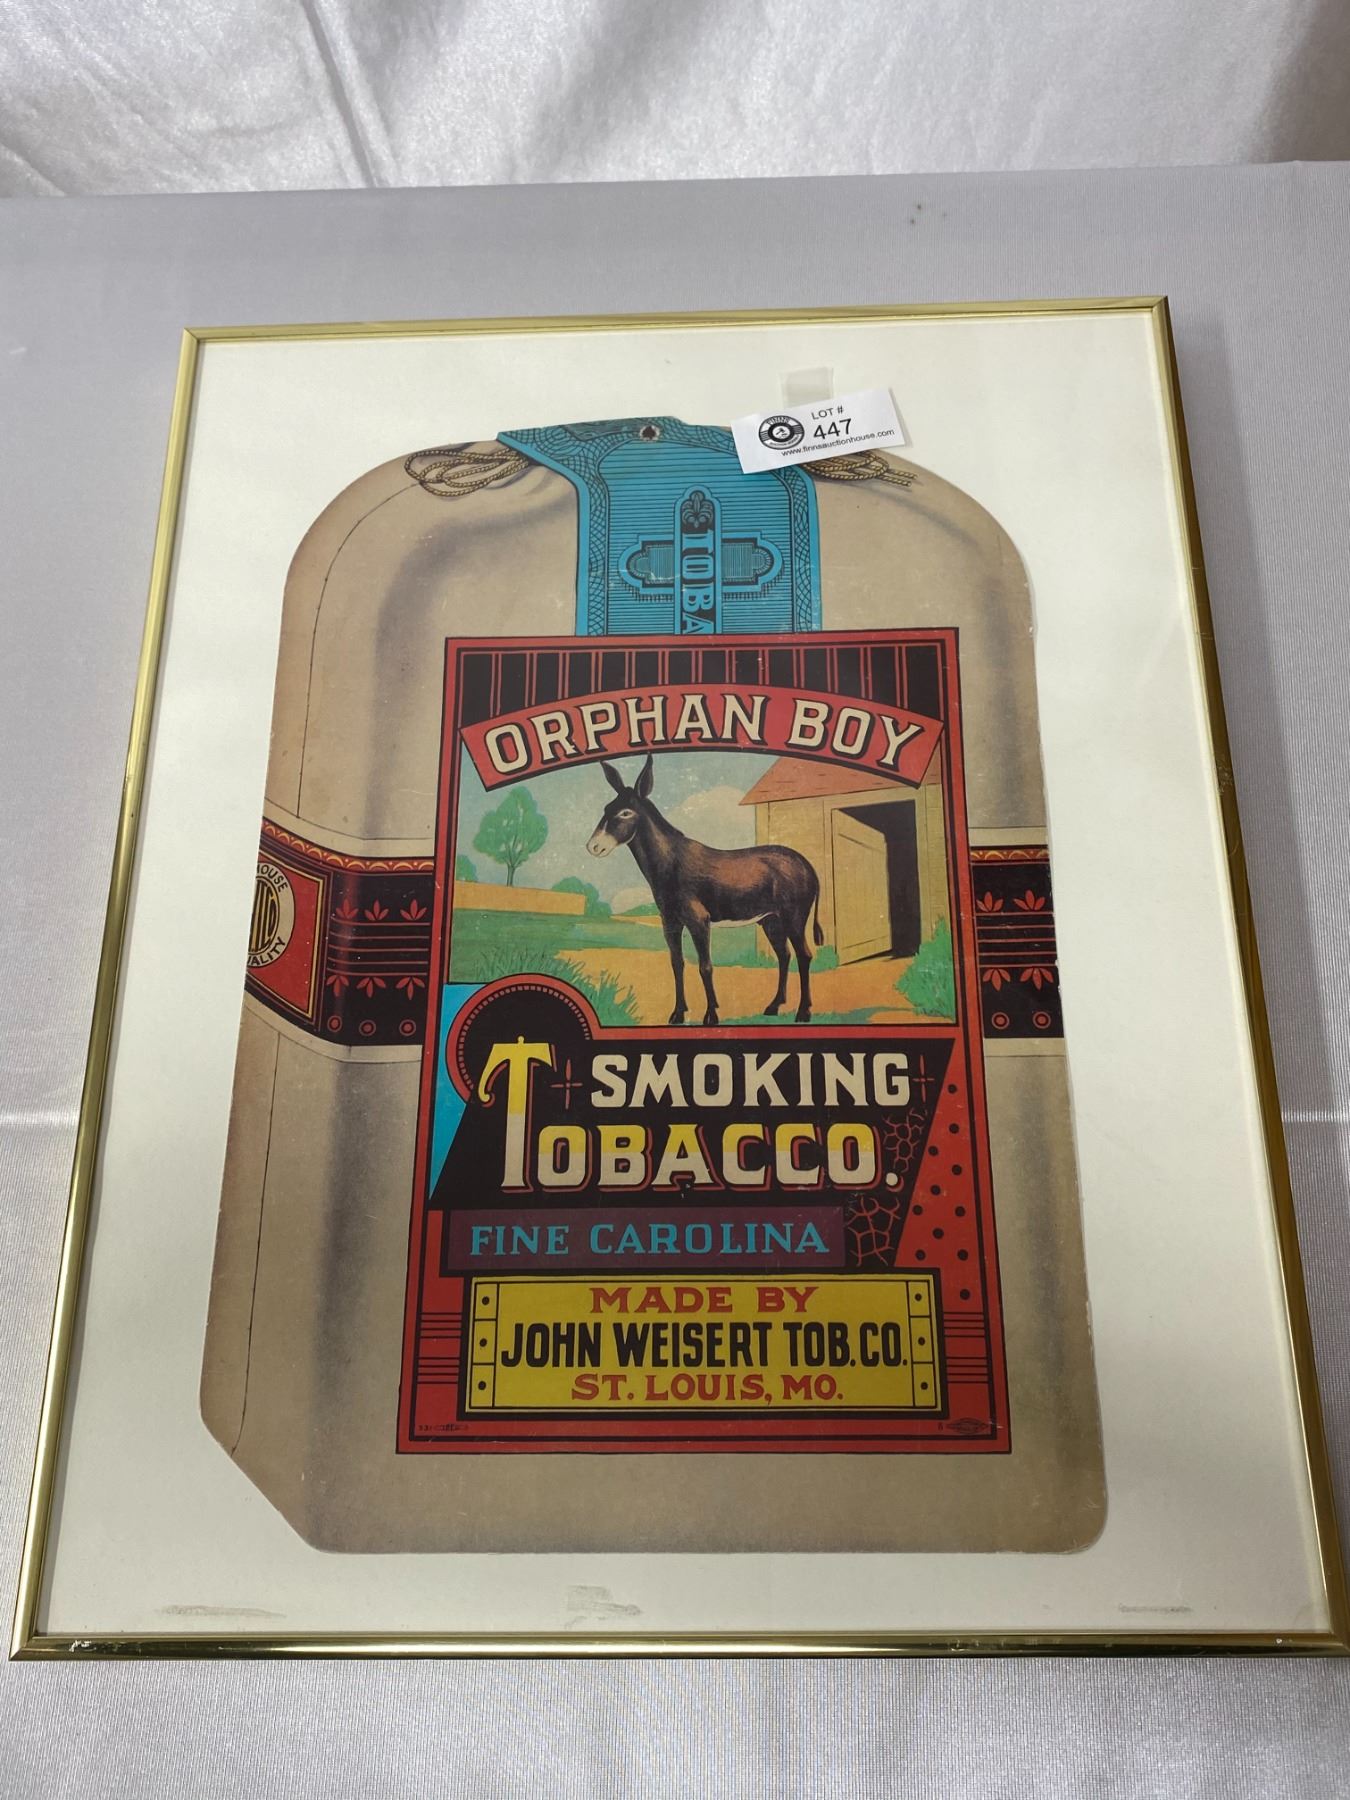 LOT #
447
www.finnsauctionhouse.com
TOBA
ORPHAN BOY
HOUSE
SMOKING
TOBACCO.
FINE CAROLINA
MADE BY
JOHN WEISERT TOB. CO.
ST. LOUIS, MO.